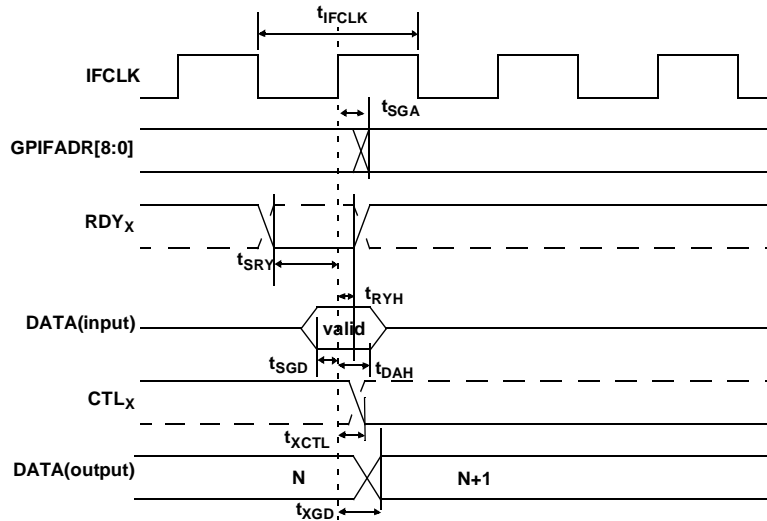 tIFCLK
IFCLK
tSGA
GPIFADR[8:0]
RDYX
tSRY
tRYH
DATA(input)
valid
tSGD
tDAH
CTLX
tXCTL
DATA(output)
N
N+1
tXGD